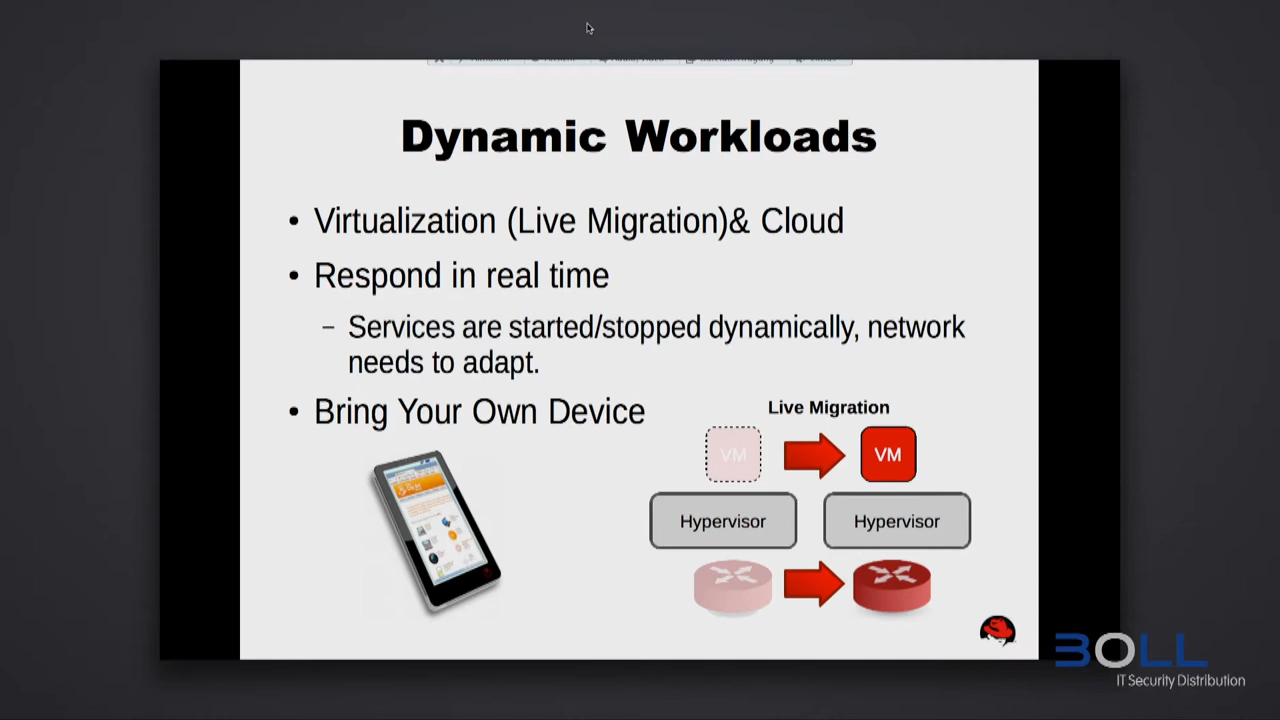 Dynamic Workloads
• Virtualization (Live Migration)& Cloud
• Respond in real time
– Services are started/stopped dynamically, network
needs to adapt.
• Bring Your Own Device
Live Migration
VM
VM
Hypervisor
Hypervisor
BOLL
IT Security Distribution